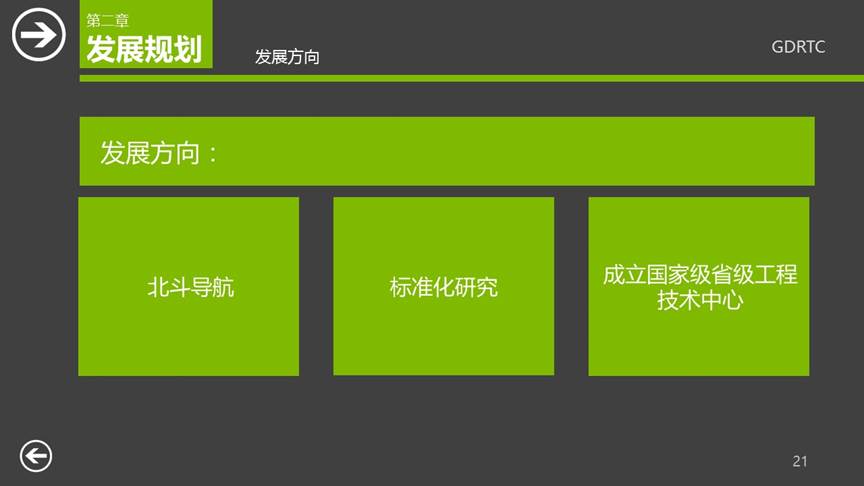 第二章
发展规划
发展方向
GDRTC
发展方向：
北斗导航
标准化研究
成立国家级省级工程
技术中心
21